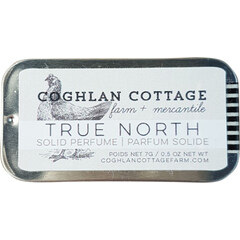 COGHLAN COTTAGE
farm + mercantile
TRUE NORTH
SOLID PERFUME | PARFUM SOLIDE
POIDS NET 7G / 0.5 OZ NET WT
COGHLANCOTTAGEFARM.COM